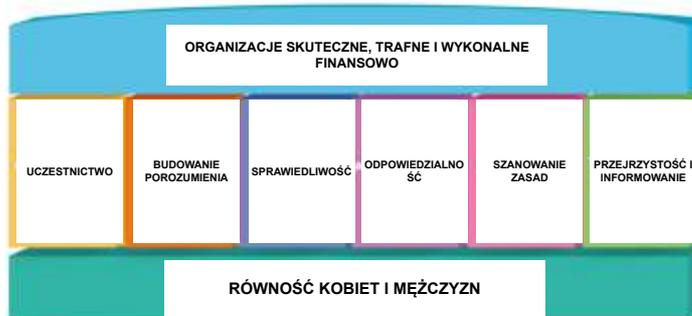 ORGANIZACJE SKUTECZNE, TRAFNE I WYKONALNE
FINANSOWO
UCZESTNICTWO
BUDOWANIE
POROZUMIENIA
SPRAWIEDLIWOŚĆ
ODPOWIEDZIALNO
ŚĆ
SZANOWANIE
ZASAD
PRZEJRZYSTOŚĆ I
INFORMOWANIE
RÓWNOŚĆ KOBIET I MĘŻCZYZN